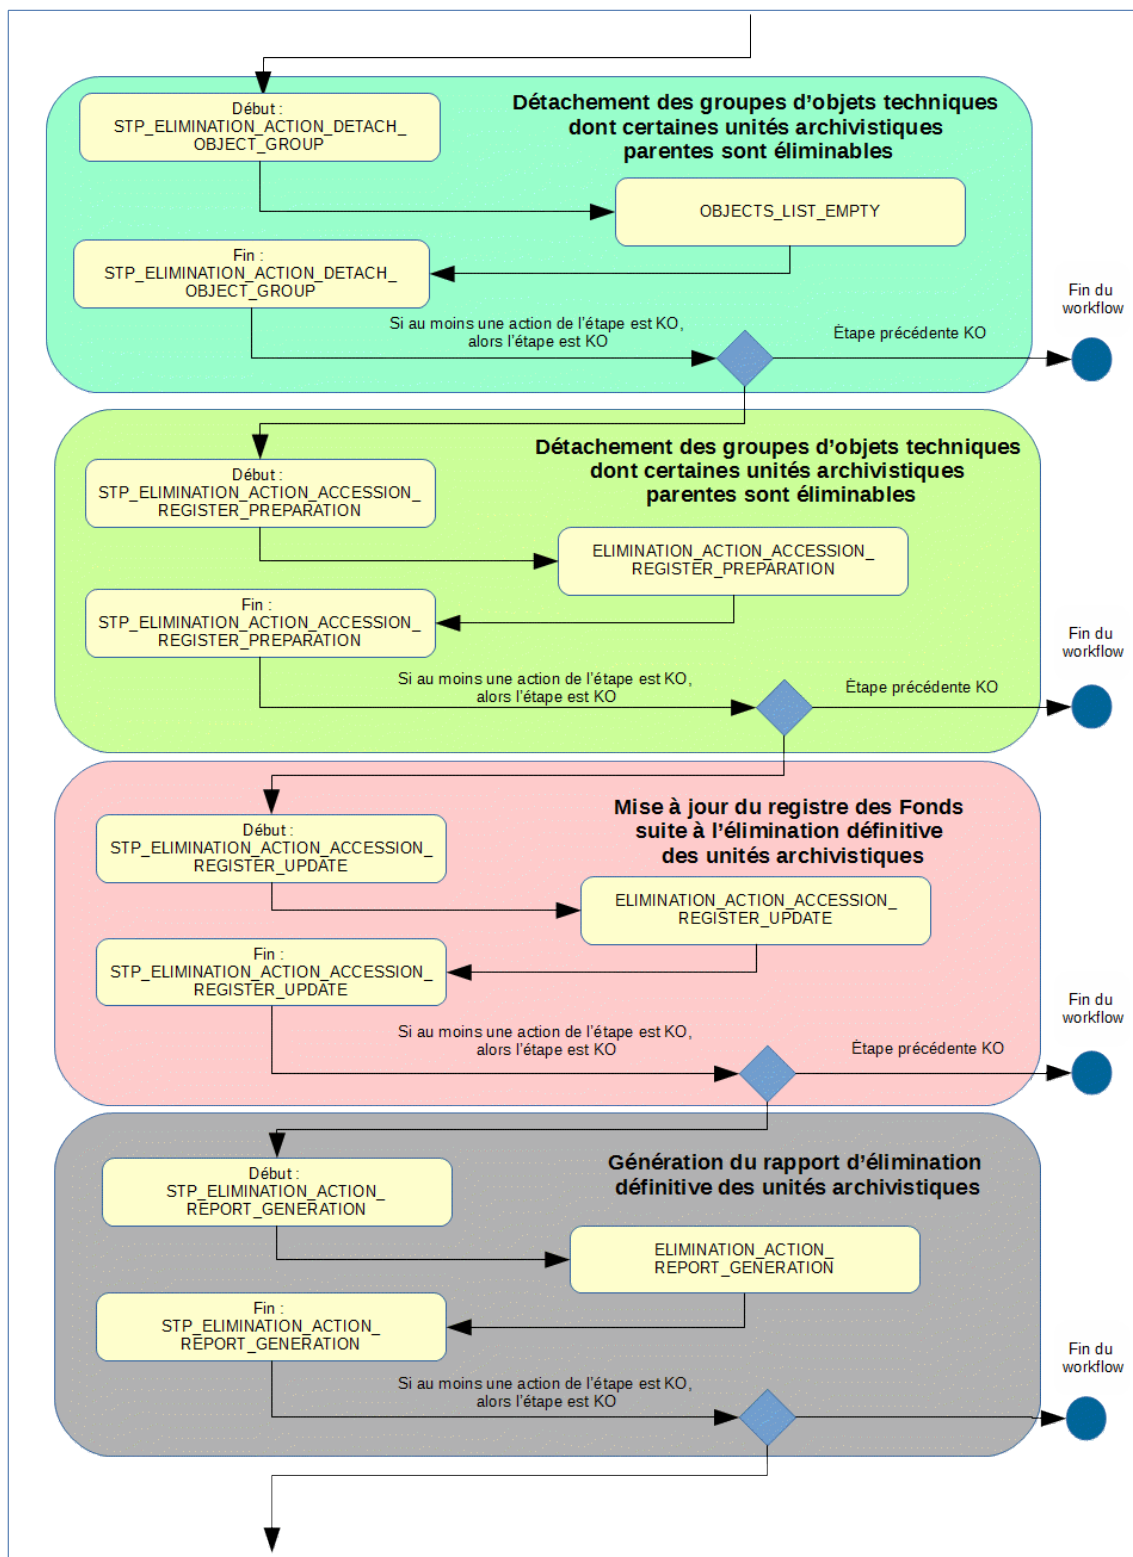 Début :
STP_ELIMINATION_ACTION_DETACH_
OBJECT_GROUP
Détachement des groupes d’objets techniques
dont certaines unités archivistiques
parentes sont éliminables
OBJECTS_LIST_EMPTY
Fin :
STP_ELIMINATION_ACTION_DETACH_
OBJECT_GROUP
Si au moins une action de l’étape est KO,
alors l’étape est KO
Étape précédente KO
Fin du
workflow
Détachement des groupes d’objets techniques
dont certaines unités archivistiques
parentes sont éliminables
Début :
STP_ELIMINATION_ACTION_ACCESSION_
REGISTER_PREPARATION
ELIMINATION_ACTION_ACCESSION_
REGISTER_PREPARATION
Fin :
STP_ELIMINATION_ACTION_ACCESSION_
REGISTER_PREPARATION
Si au moins une action de l’étape est KO,
alors l’étape est KO
Étape précédente KO
Fin du
workflow
Mise à jour du registre des Fonds
suite à l’élimination définitive
des unités archivistiques
Début :
STP_ELIMINATION_ACTION_ACCESSION_
REGISTER_UPDATE
ELIMINATION_ACTION_ACCESSION_
REGISTER_UPDATE
Fin :
STP_ELIMINATION_ACTION_ACCESSION_
REGISTER_UPDATE
Si au moins une action de l’étape est KO,
alors l’étape est KO
Étape précédente KO
Fin du
workflow
Génération du rapport d’élimination
définitive des unités archivistiques
Début :
STP_ELIMINATION_ACTION_
REPORT_GENERATION
ELIMINATION_ACTION_
REPORT_GENERATION
Fin :
STP_ELIMINATION_ACTION_
REPORT_GENERATION
Si au moins une action de l’étape est KO,
alors l’étape est KO
Fin du
workflow